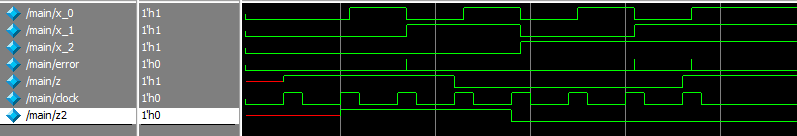 /main/x_0 1'h1
/main/x_1 1'h1
/main/x_2 1'h1
/main/error 1'h0
/main/z 1'h1
/main/clock 1'h0
/main/z2 1'h0